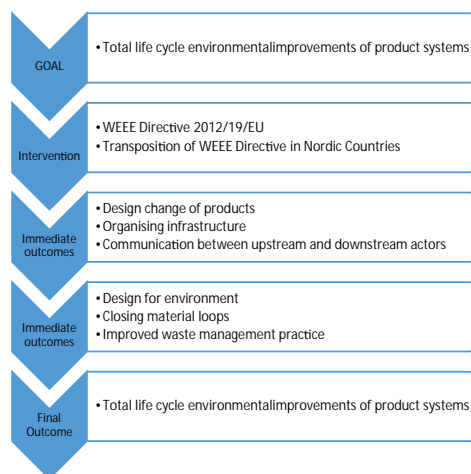 GOAL
• Total life cycle environmentalimprovements of product systems
Intervention
• WEEE Directive 2012/19/EU
• Transposition of WEEE Directive in Nordic Countries
Immediate
outcomes
• Design change of products
• Organising infrastructure
• Communication between upstream and downstream actors
Immediate
outcomes
• Design for environment
• Closing material loops
• Improved waste management practice
Final
Outcome
• Total life cycle environmentalimprovements of product systems